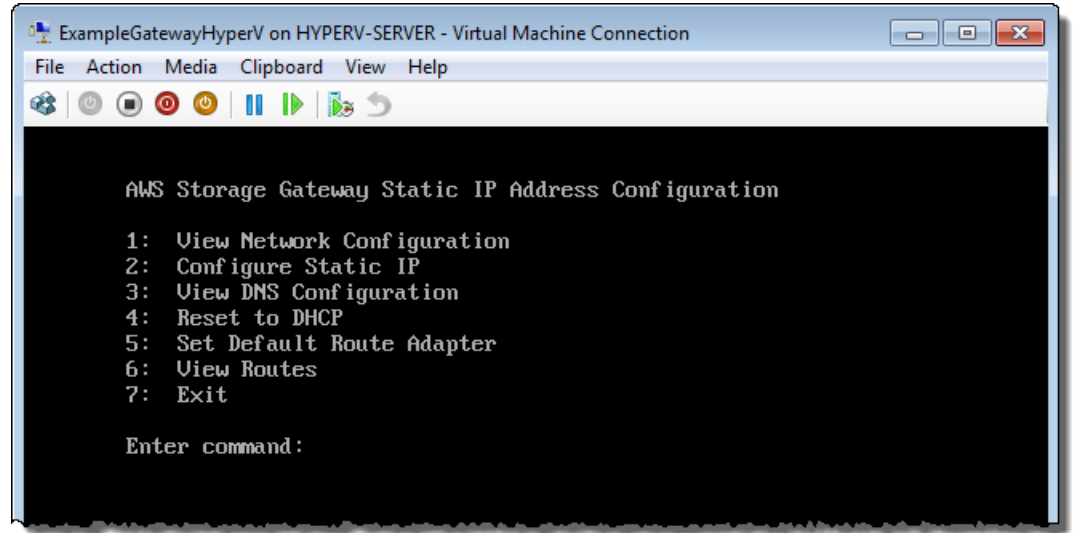 ExampleGatewayHyperV on HYPERV-SERVER - Virtual Machine Connection
File Action Media Clipboard View Help
AWS Storage Gateway Static IP Address Configuration
1: View Network Configuration
2: Configure Static IP
3: View DNS Configuration
4: Reset to DHCP
5: Set Default Route Adapter
6: View Routes
7: Exit
Enter command: